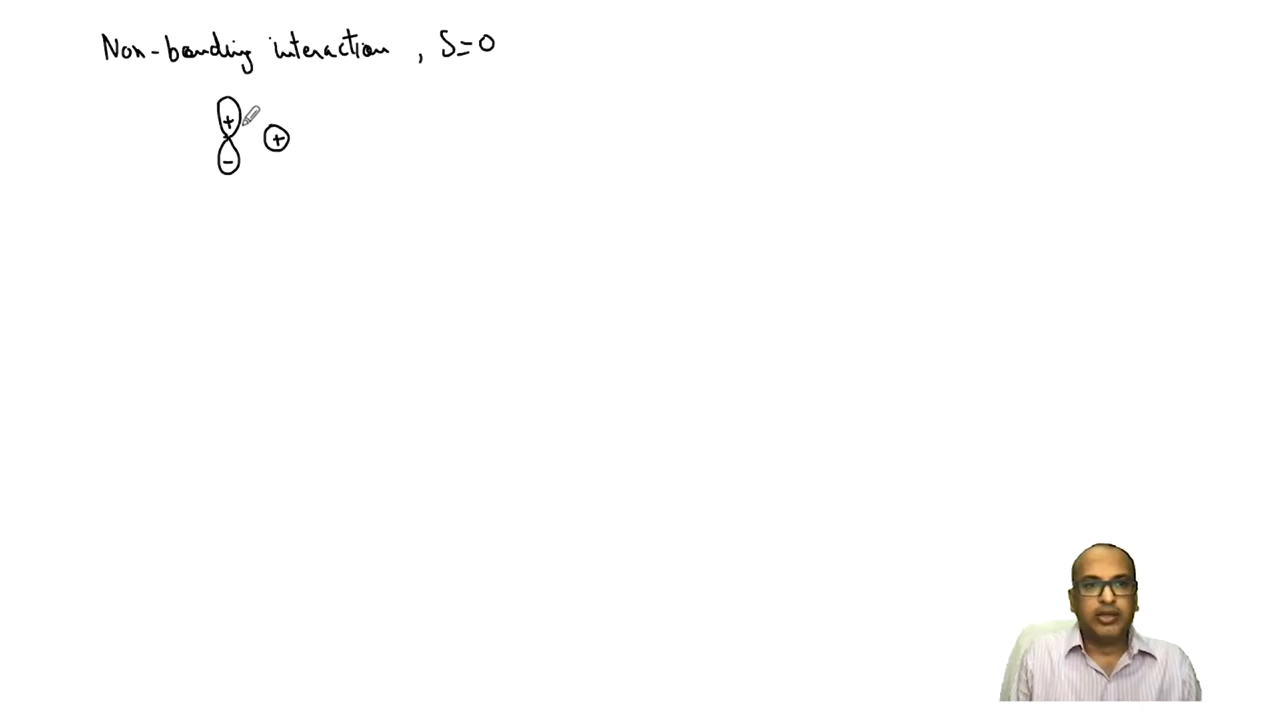 Non-bonding interaction , S=0
+
+
-